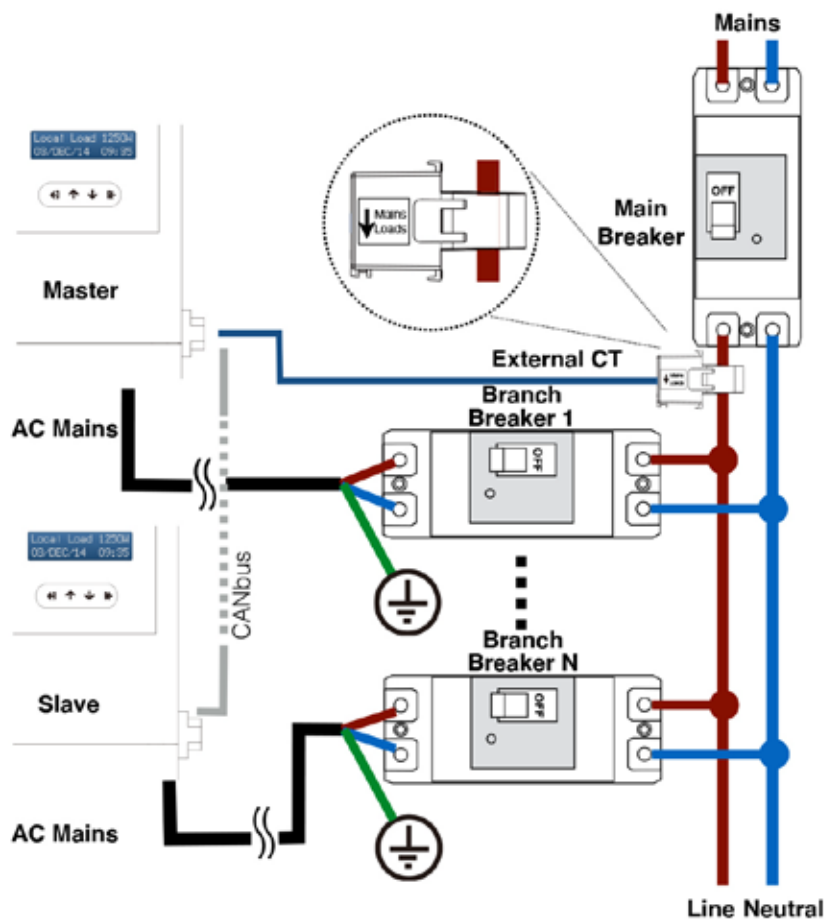 Mains
Local Load 1250W
03/DEC/14 09:35
OFF
Mains
Loads
Main
Breaker
Master
External CT
Mains
Loads
Branch
Breaker 1
AC Mains
OFF
Local Load 1250W
03/DEC/14 09:35
CANbus
Branch
Breaker N
Slave
OFF
AC Mains
Line Neutral